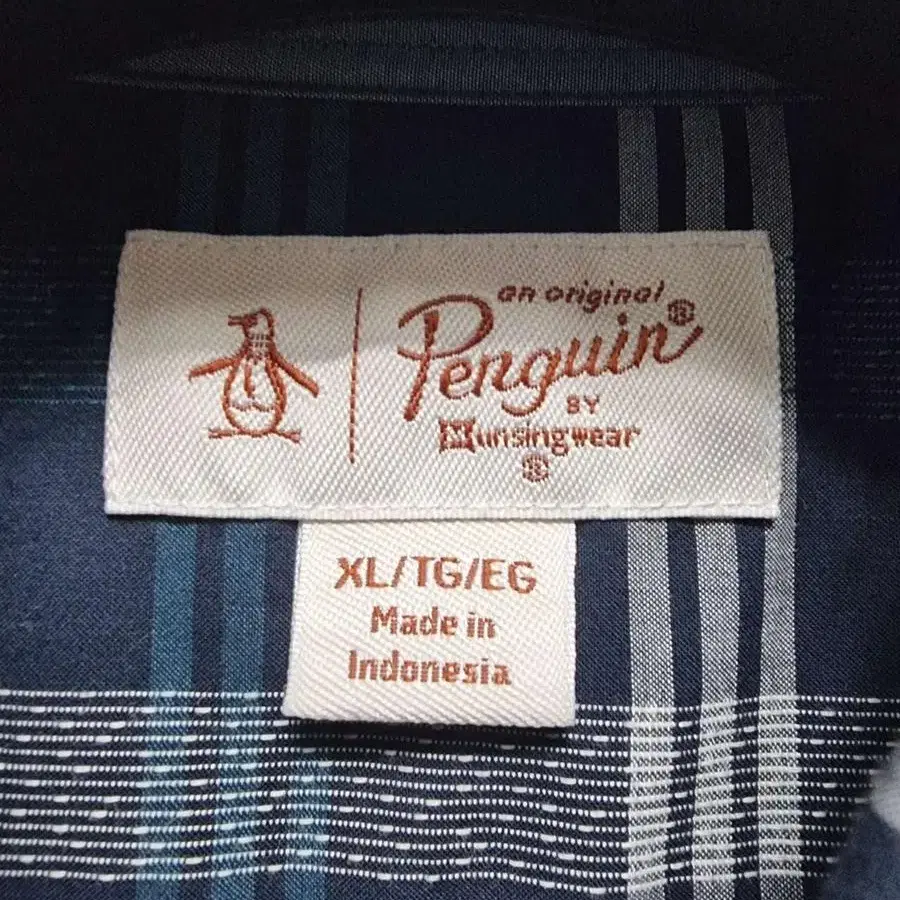 an original
Penguin®
BY
Munsingwear
®
XL/TG/EG
Made in
Indonesia